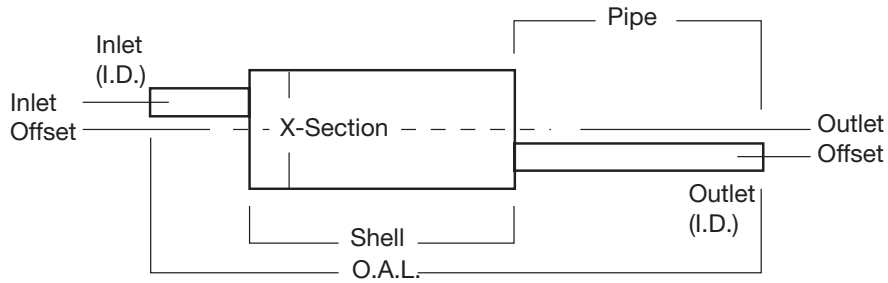 Pipe
Inlet
(I.D.)
Inlet
Offset
X-Section
Outlet
Offset
Outlet
(I.D.)
Shell
O.A.L.